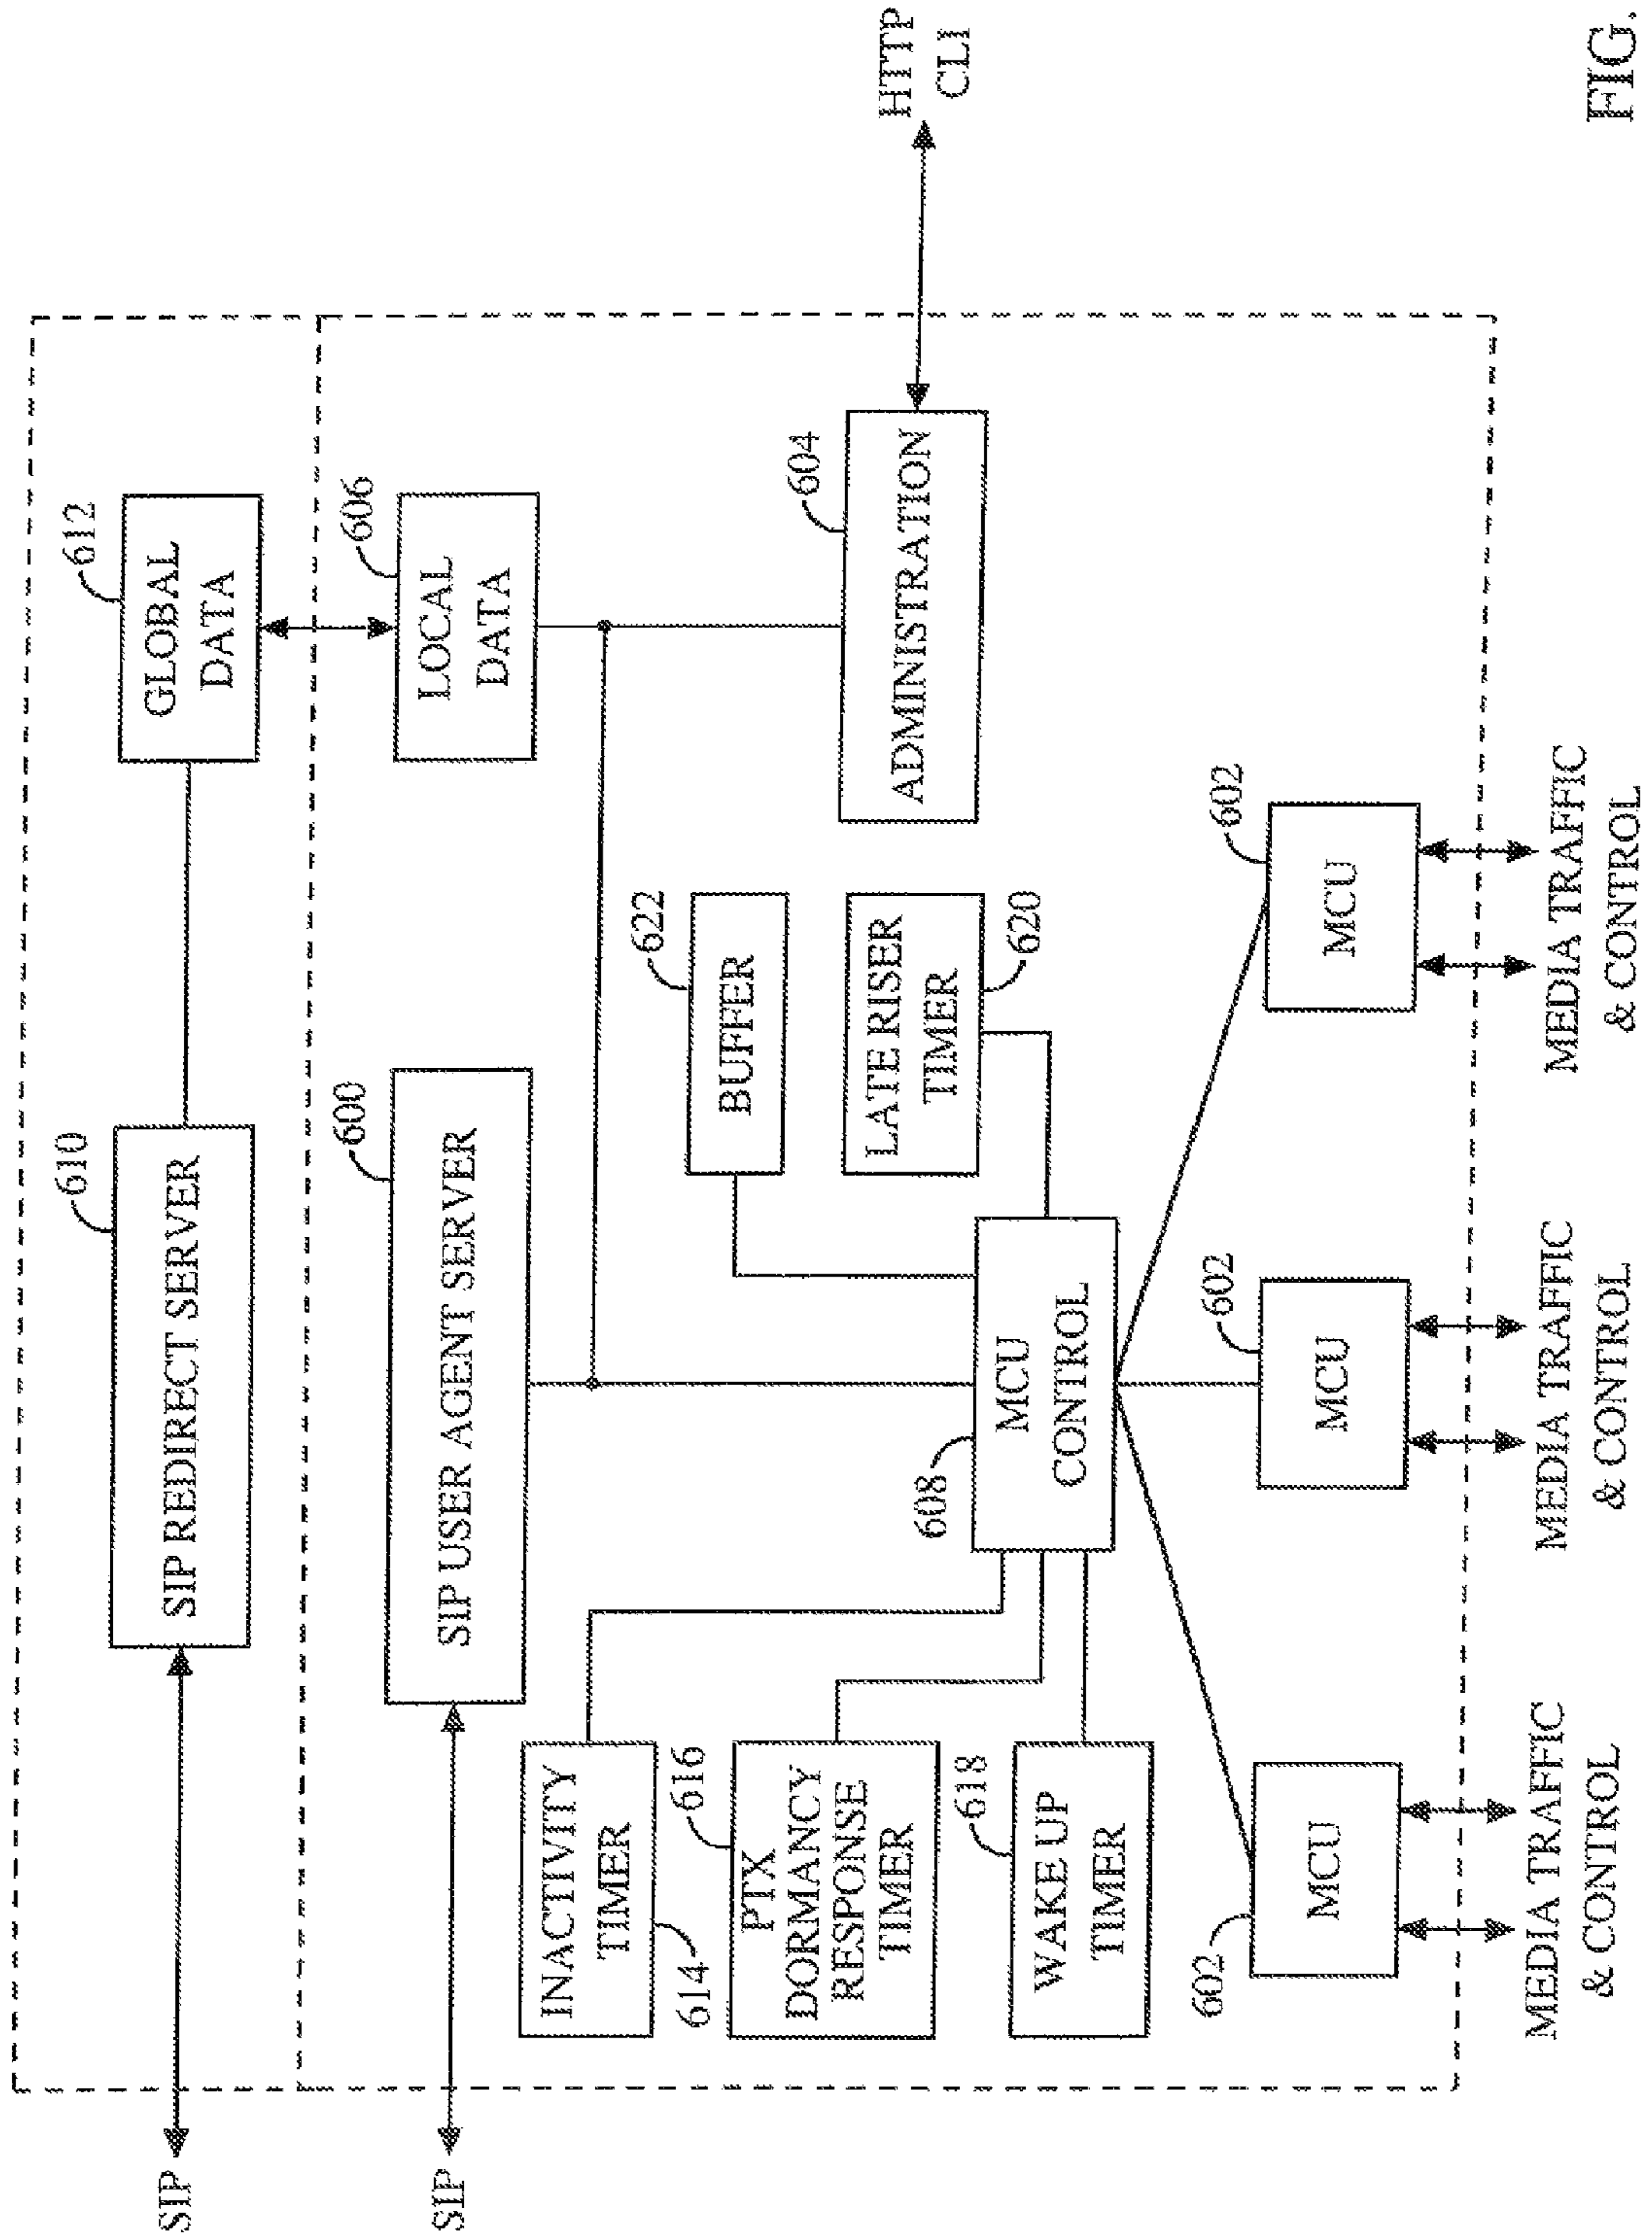 SIP
SIP REDIRECT SERVER
610
GLOBAL
DATA
612
SIP
SIP USER AGENT SERVER
600
LOCAL
DATA
606
INACTIVITY
TIMER
614
PTX
DORMANCY
RESPONSE
TIMER
616
WAKE UP
TIMER
618
BUFFER
622
LATE RISER
TIMER
620
MCU
CONTROL
608
ADMINISTRATION
604
HTTP
CLI
MCU
602
MCU
602
MCU
602
MEDIA TRAFFIC
& CONTROL
MEDIA TRAFFIC
& CONTROL
MEDIA TRAFFIC
& CONTROL
FIG.